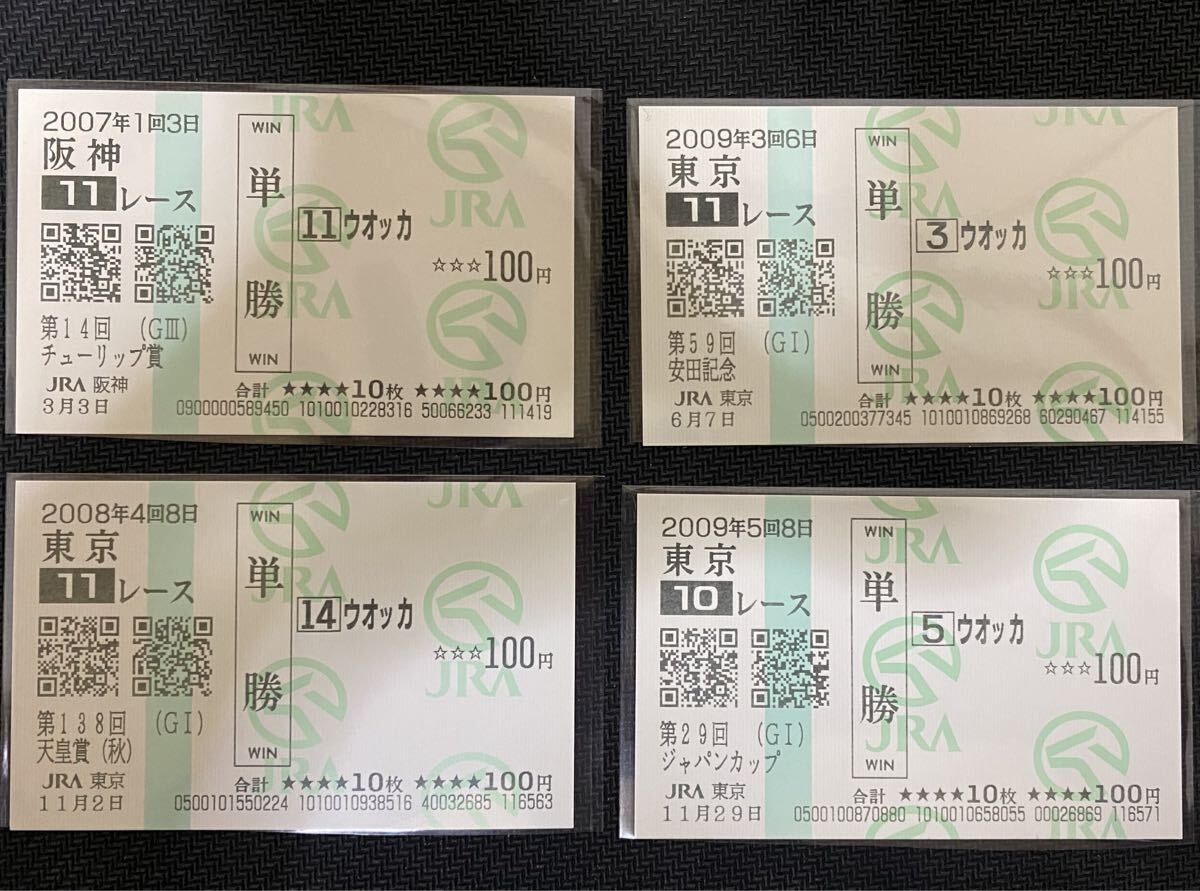 2007年1回3日
阪神
11レース
WIN
単勝
WIN
11ウオッカ
☆☆☆100円
第14回 (GⅢ)
チューリップ賞
JRA 阪神
3月3日
合計 ★★★★10枚 ★★★★100円
0900000589450 1010010228316 50066233 111419
JRA
JRA
JRA
2009年3回6日
東京
11レース
WIN
単勝
WIN
3ウオッカ
☆☆☆100円
第59回 (GⅠ)
安田記念
JRA 東京
6月7日
合計 ★★★★10枚 ★★★★100円
0500200377345 1010010869268 60290467 114155
JRA
JRA
JRA
2008年4回8日
東京
11レース
WIN
単勝
WIN
14ウオッカ
☆☆☆100円
第138回 (GⅠ)
天皇賞(秋)
JRA 東京
11月2日
合計 ★★★★10枚 ★★★★100円
0500101550224 1010010938516 40032685 116563
JRA
JRA
JRA
2009年5回8日
東京
10レース
WIN
単勝
WIN
5ウオッカ
☆☆☆100円
第29回 (GⅠ)
ジャパンカップ
JRA 東京
11月29日
合計 ★★★★10枚 ★★★★100円
0500100870880 1010010658055 00026869 116571
JRA
JRA
JRA